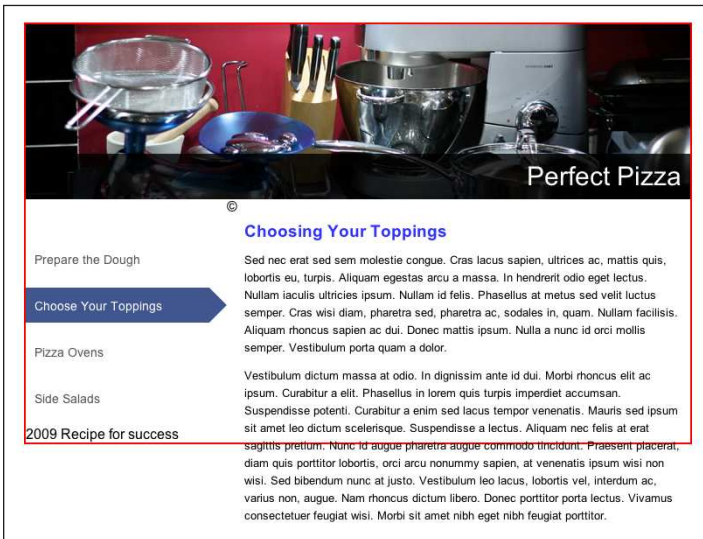 Perfect Pizza
©
Prepare the Dough
Choose Your Toppings
Pizza Ovens
Side Salads
2009 Recipe for success
Choosing Your Toppings
Sed nec erat sed sem molestie congue. Cras lacus sapien, ultrices ac, mattis quis,
lobortis eu, turpis. Aliquam egestas arcu a massa. In hendrerit odio eget lectus.
Nullam iaculis ultricies ipsum. Nullam id felis. Phasellus at metus sed velit luctus
semper. Cras wisi diam, pharetra sed, pharetra ac, sodales in, quam. Nullam facilisis.
Aliquam rhoncus sapien ac dui. Donec mattis ipsum. Nulla a nunc id orci mollis
semper. Vestibulum porta quam a dolor.
Vestibulum dictum massa at odio. In dignissim ante id dui. Morbi rhoncus elit ac
ipsum. Curabitur a elit. Phasellus in lorem quis turpis imperdiet accumsan.
Suspendisse potenti. Curabitur a enim sed lacus tempor venenatis. Mauris sed ipsum
sit amet leo dictum scelerisque. Suspendisse a lectus. Aliquam nec felis at erat
sagittis pretium. Nunc id augue pharetra augue commodo tincidunt. Praesent placerat,
diam quis porttitor lobortis, orci arcu nonummy sapien, at venenatis ipsum wisi non
wisi. Sed bibendum nunc at justo. Vestibulum leo lacus, lobortis vel, interdum ac,
varius non, augue. Nam rhoncus dictum libero. Donec porttitor porta lectus. Vivamus
consectetuer feugiat wisi. Morbi sit amet nibh eget nibh feugiat porttitor.